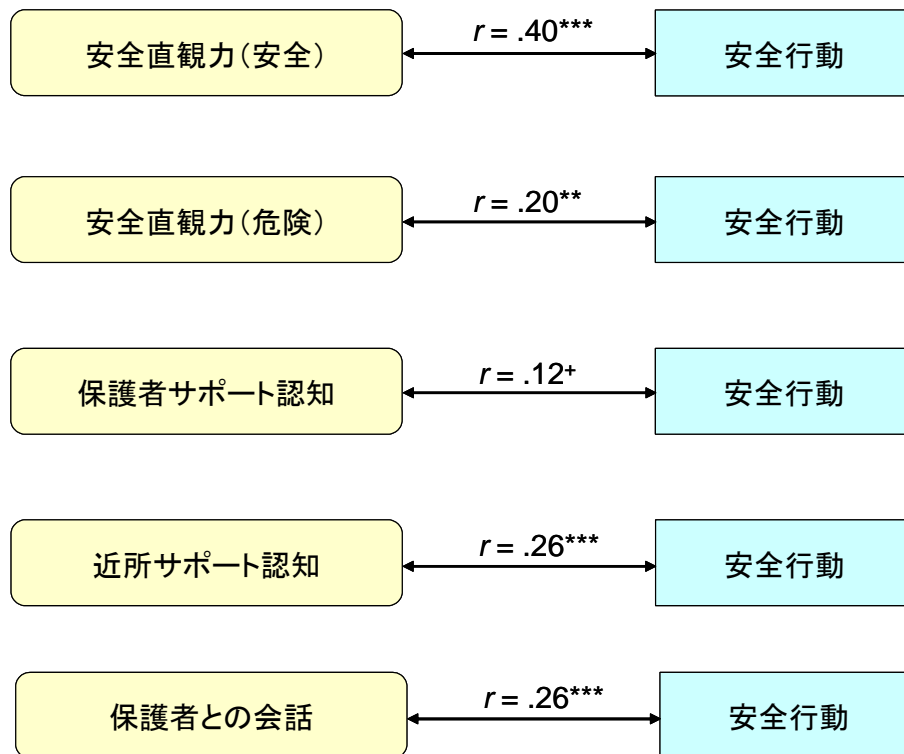 安全直観力(安全) r = .40*** 安全行動
安全直観力(危険) r = .20** 安全行動
保護者サポート認知 r = .12+ 安全行動
近所サポート認知 r = .26*** 安全行動
保護者との会話 r = .26*** 安全行動